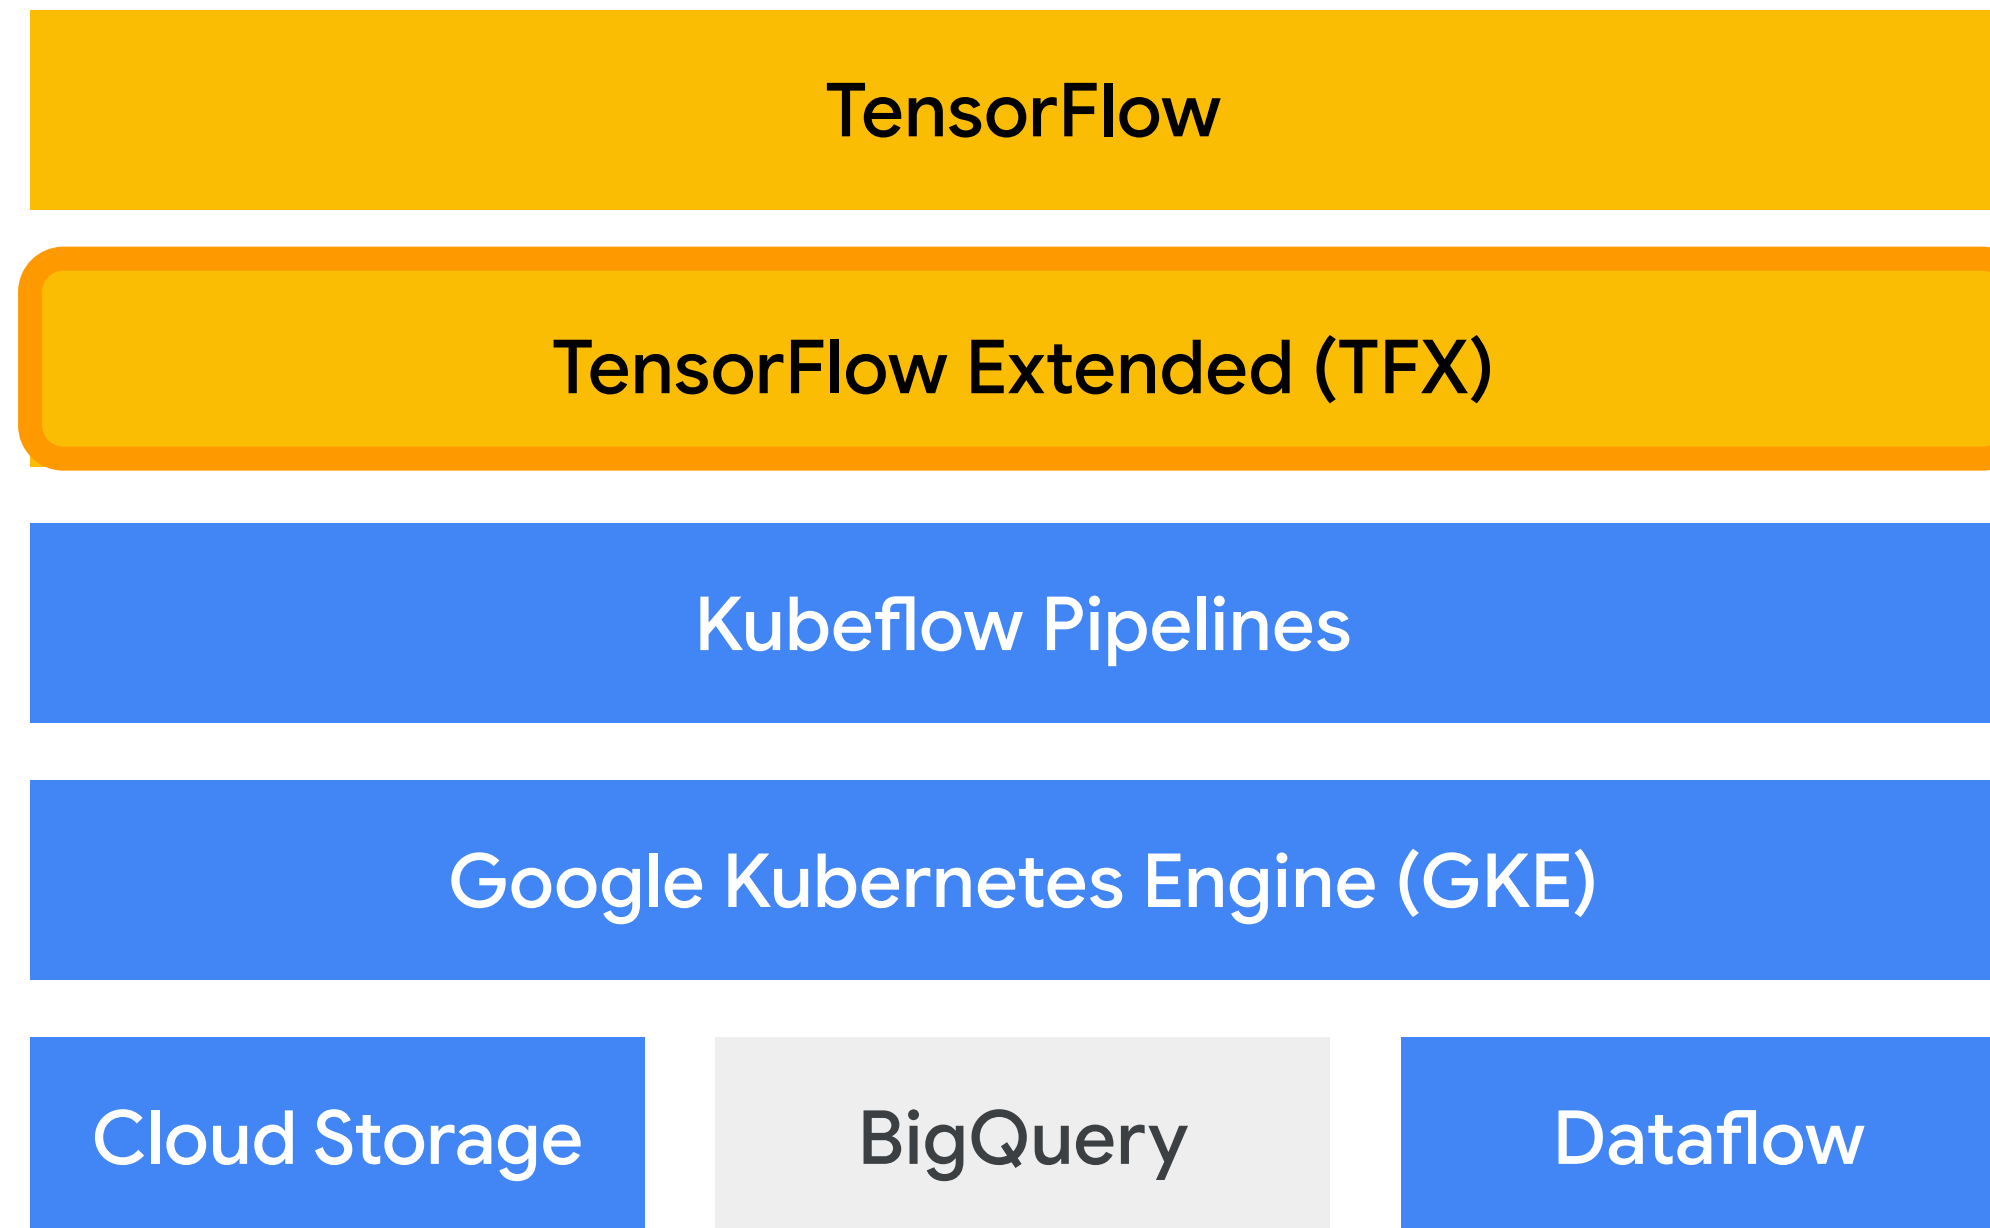 TensorFlow
TensorFlow Extended (TFX)
Kubeflow Pipelines
Google Kubernetes Engine (GKE)
Cloud Storage
BigQuery
Dataflow